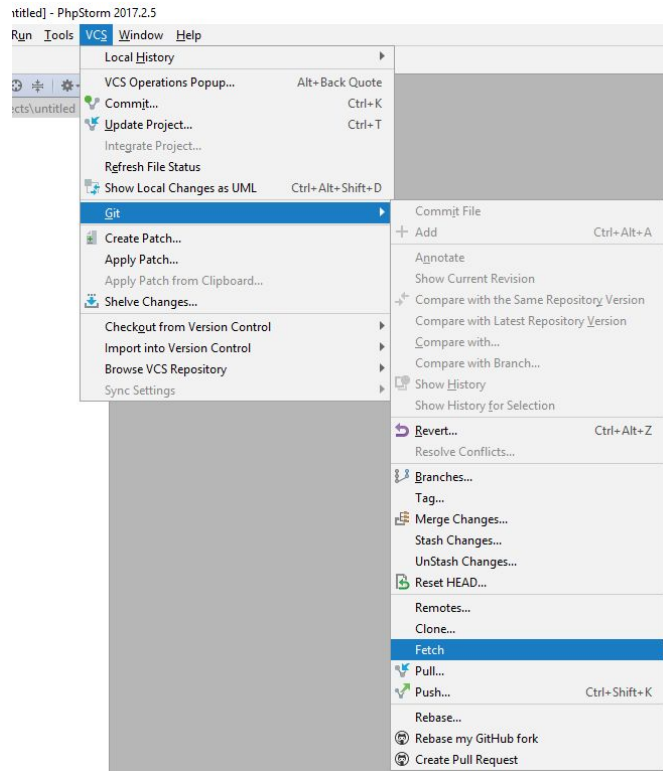 ntitled] - PhpStorm 2017.2.5
Run Tools VCS Window Help
Local History
ects\untitled
VCS Operations Popup... Alt+Back Quote
Commit... Ctrl+K
Update Project... Ctrl+T
Integrate Project...
Refresh File Status
Show Local Changes as UML Ctrl+Alt+Shift+D
Git
Create Patch...
Apply Patch...
Apply Patch from Clipboard...
Shelve Changes...
Checkout from Version Control
Import into Version Control
Browse VCS Repository
Sync Settings
Commit File
Add Ctrl+Alt+A
Annotate
Show Current Revision
Compare with the Same Repository Version
Compare with Latest Repository Version
Compare with...
Compare with Branch...
Show History
Show History for Selection
Revert... Ctrl+Alt+Z
Resolve Conflicts...
Branches...
Tag...
Merge Changes...
Stash Changes...
UnStash Changes...
Reset HEAD...
Remotes...
Clone...
Fetch
Pull...
Push... Ctrl+Shift+K
Rebase...
Rebase my GitHub fork
Create Pull Request